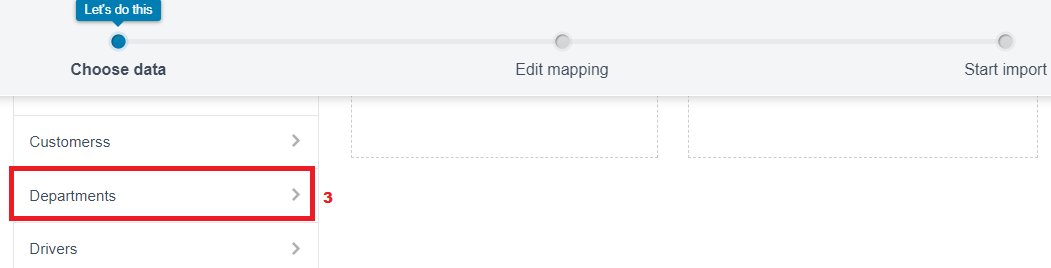 Let's do this
Choose data
Edit mapping
Start import
Customerss
Departments
3
Drivers